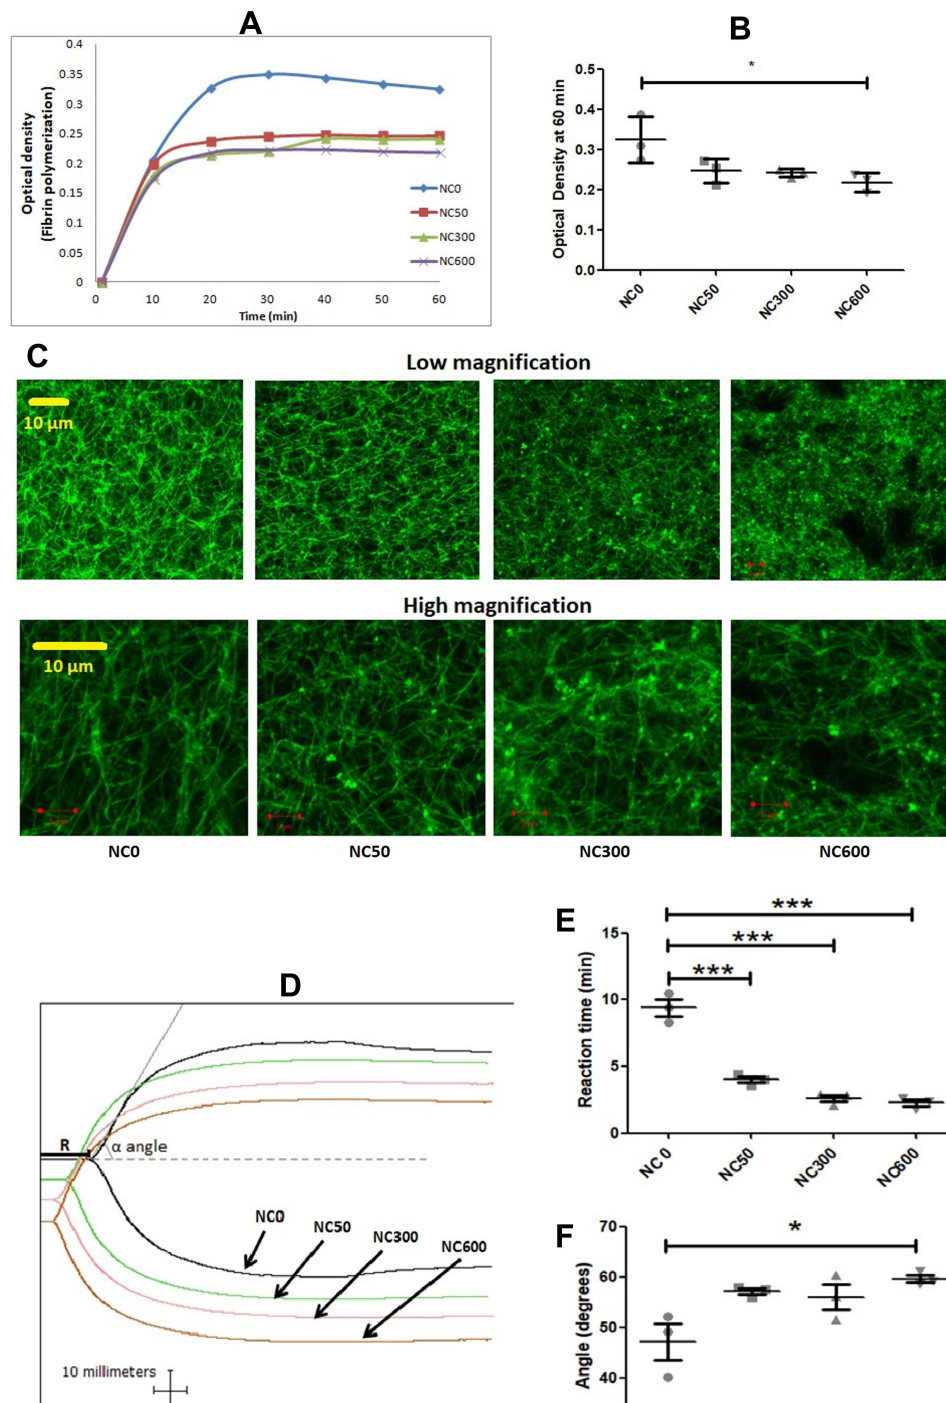 A
Optical density
(Fibrin polymerization)
0.4
0.35
0.3
0.25
0.2
0.15
0.1
0.05
0
0 10 20 30 40 50 60
Time (min)
NC0
NC50
NC300
NC600
B
Optical Density at 60 min
0.5
0.4
0.3
0.2
0.1
0.0
*
NC0 NC50 NC300 NC600
C
Low magnification
10 µm
High magnification
10 µm
NC0 NC50 NC300 NC600
D
R
α angle
NC0
NC50
NC300
NC600
10 millimeters
E
Reaction time (min)
15
10
5
0
***
***
***
NC 0 NC50 NC300 NC600
F
Angle (degrees)
70
60
50
40
*